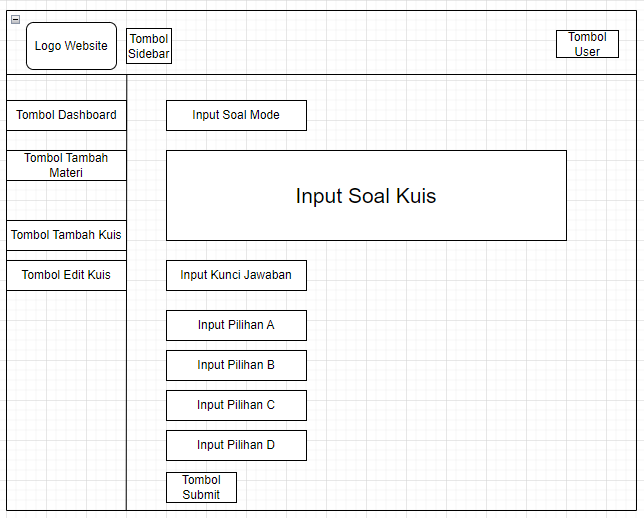 Logo Website
Tombol
Sidebar
Tombol
User
Tombol Dashboard
Tombol Tambah
Materi
Tombol Tambah Kuis
Tombol Edit Kuis
Input Soal Mode
Input Soal Kuis
Input Kunci Jawaban
Input Pilihan A
Input Pilihan B
Input Pilihan C
Input Pilihan D
Tombol
Submit